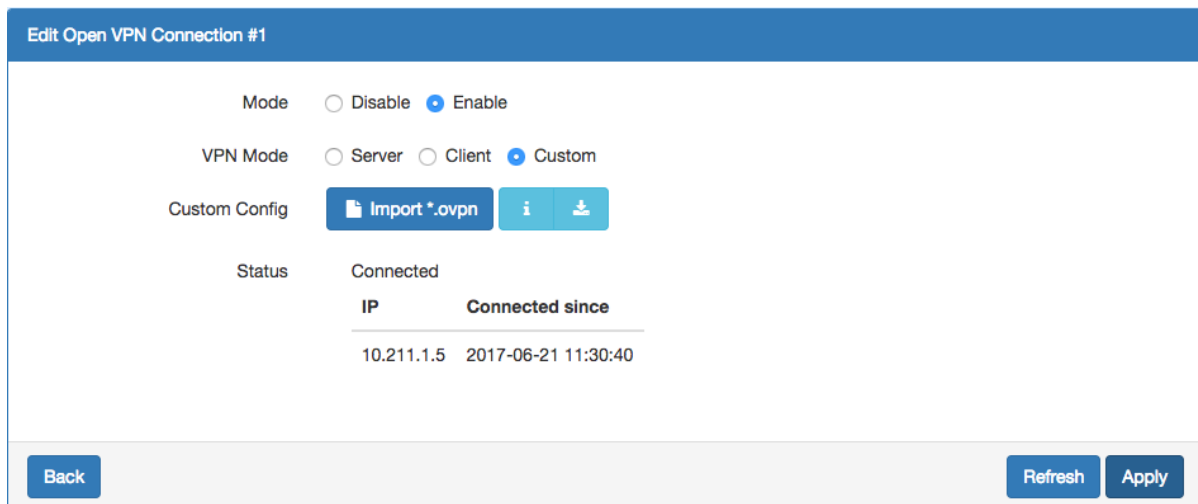 Edit Open VPN Connection #1
Mode Disable Enable
VPN Mode Server Client Custom
Custom Config Import *.ovpn i
Status Connected
IP Connected since
10.211.1.5 2017-06-21 11:30:40
Back Refresh Apply